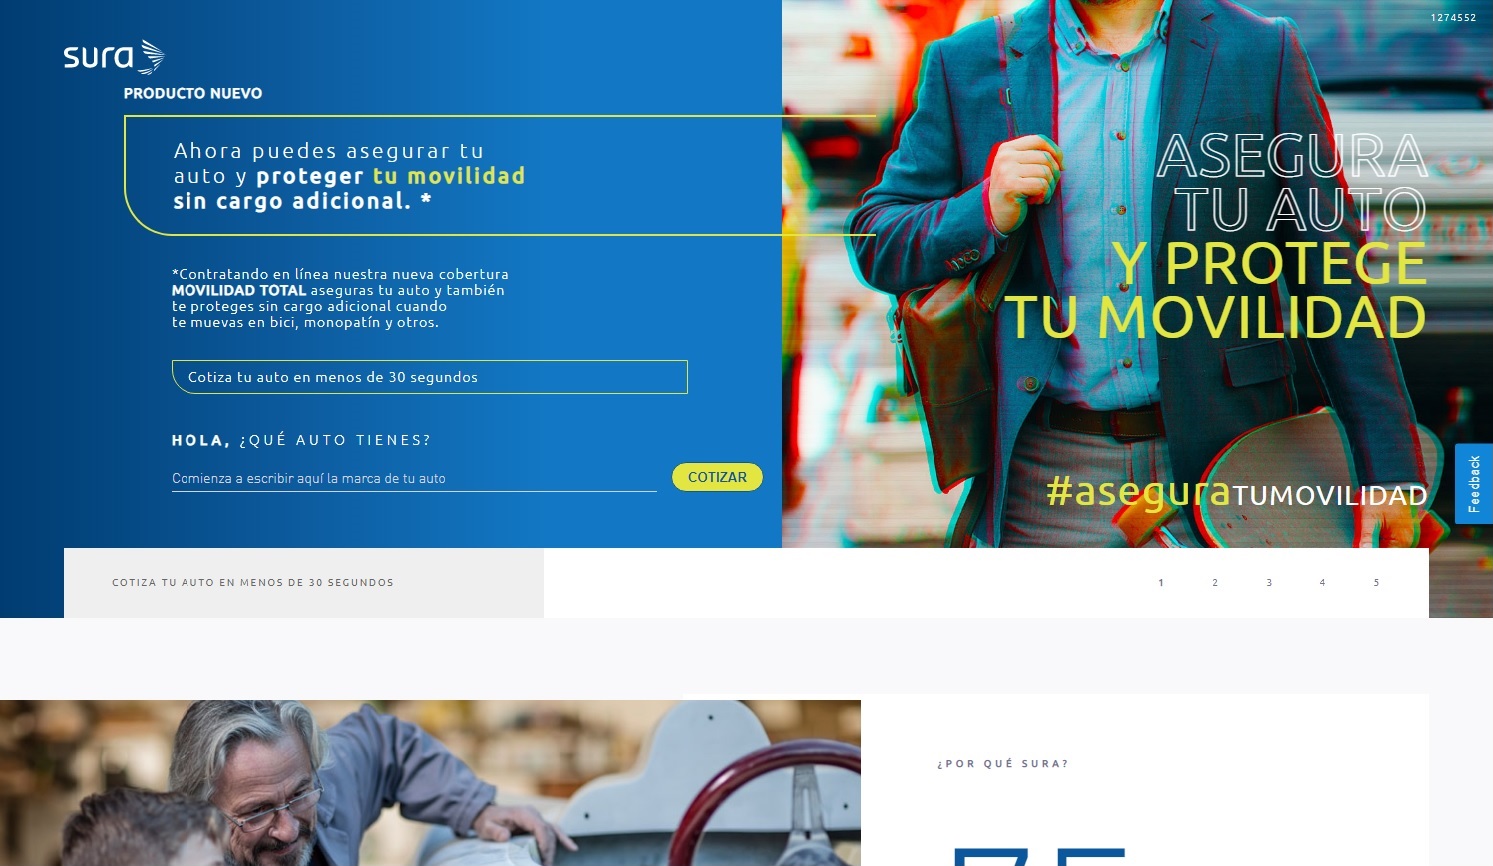 1274552
sura
PRODUCTO NUEVO
Ahora puedes asegurar tu
auto y proteger tu movilidad
sin cargo adicional. *
*Contratando en línea nuestra nueva cobertura
MOVILIDAD TOTAL aseguras tu auto y también
te proteges sin cargo adicional cuando
te muevas en bici, monopatín y otros.
Cotiza tu auto en menos de 30 segundos
HOLA, ¿QUÉ AUTO TIENES?
Comienza a escribir aquí la marca de tu auto
COTIZAR
ASEGURA
TU AUTO
Y PROTEGE
TU MOVILIDAD
#aseguraTUMOVILIDAD
Feedback
COTIZA TU AUTO EN MENOS DE 30 SEGUNDOS
1 2 3 4 5
¿POR QUÉ SURA?